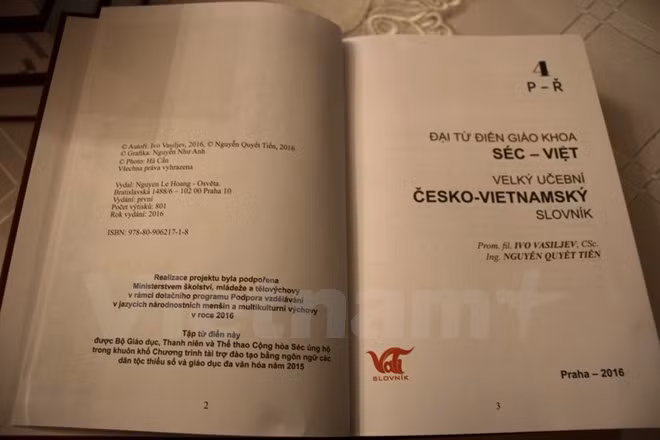 © Autoři: Ivo Vasiljev, 2016, © Nguyễn Quyết Tiến, 2016.
© Grafika: Nguyễn Như Anh
© Photo: Hà Cẩn
Všechna práva vyhrazena
Vydal: Nguyen Le Hoang - Osvěta.
Bratislavská 1488/6 – 102 00 Praha 10
Vydání: první
Počet výtisků: 801
Rok vydání: 2016
ISBN: 978-80-906217-1-8
Realizace projektu byla podpořena
Ministerstvem školství, mládeže a tělovýchovy
v rámci dotačního programu Podpora vzdělávání
v jazycích národnostních menšin a multikulturní výchovy
v roce 2016
Tập từ điển này
được Bộ Giáo dục, Thanh niên và Thể thao Cộng hòa Séc ủng hộ
trong khuôn khổ Chương trình tài trợ đào tạo bằng ngôn ngữ các
dân tộc thiểu số và giáo dục đa văn hóa năm 2015
2
4
P – Ř
ĐẠI TỪ ĐIỂN GIÁO KHOA
SÉC – VIỆT
VELKÝ UČEBNÍ
ČESKO-VIETNAMSKÝ
SLOVNÍK
Prom. fil. IVO VASILJEV, CSc.
Ing. NGUYỄN QUYẾT TIẾN
Vietnam+
SLOVNÍK
Praha – 2016
3